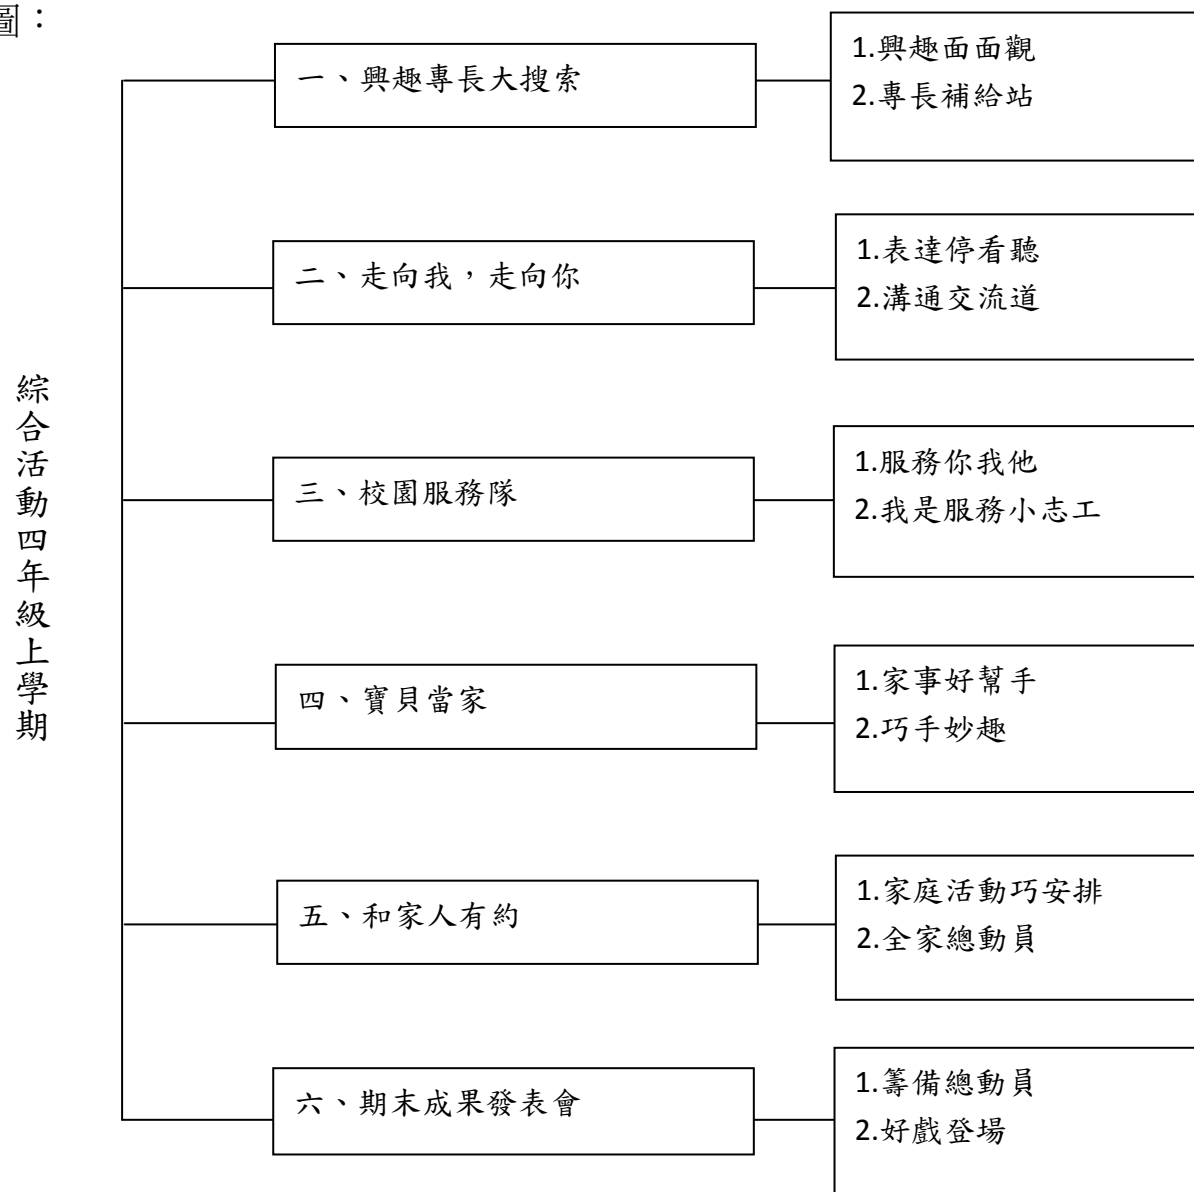 圖：
綜合活動四年級上學期
一、興趣專長大搜索
1.興趣面面觀
2.專長補給站
二、走向我，走向你
1.表達停看聽
2.溝通交流道
三、校園服務隊
1.服務你我他
2.我是服務小志工
四、寶貝當家
1.家事好幫手
2.巧手妙趣
五、和家人有約
1.家庭活動巧安排
2.全家總動員
六、期末成果發表會
1.籌備總動員
2.好戲登場